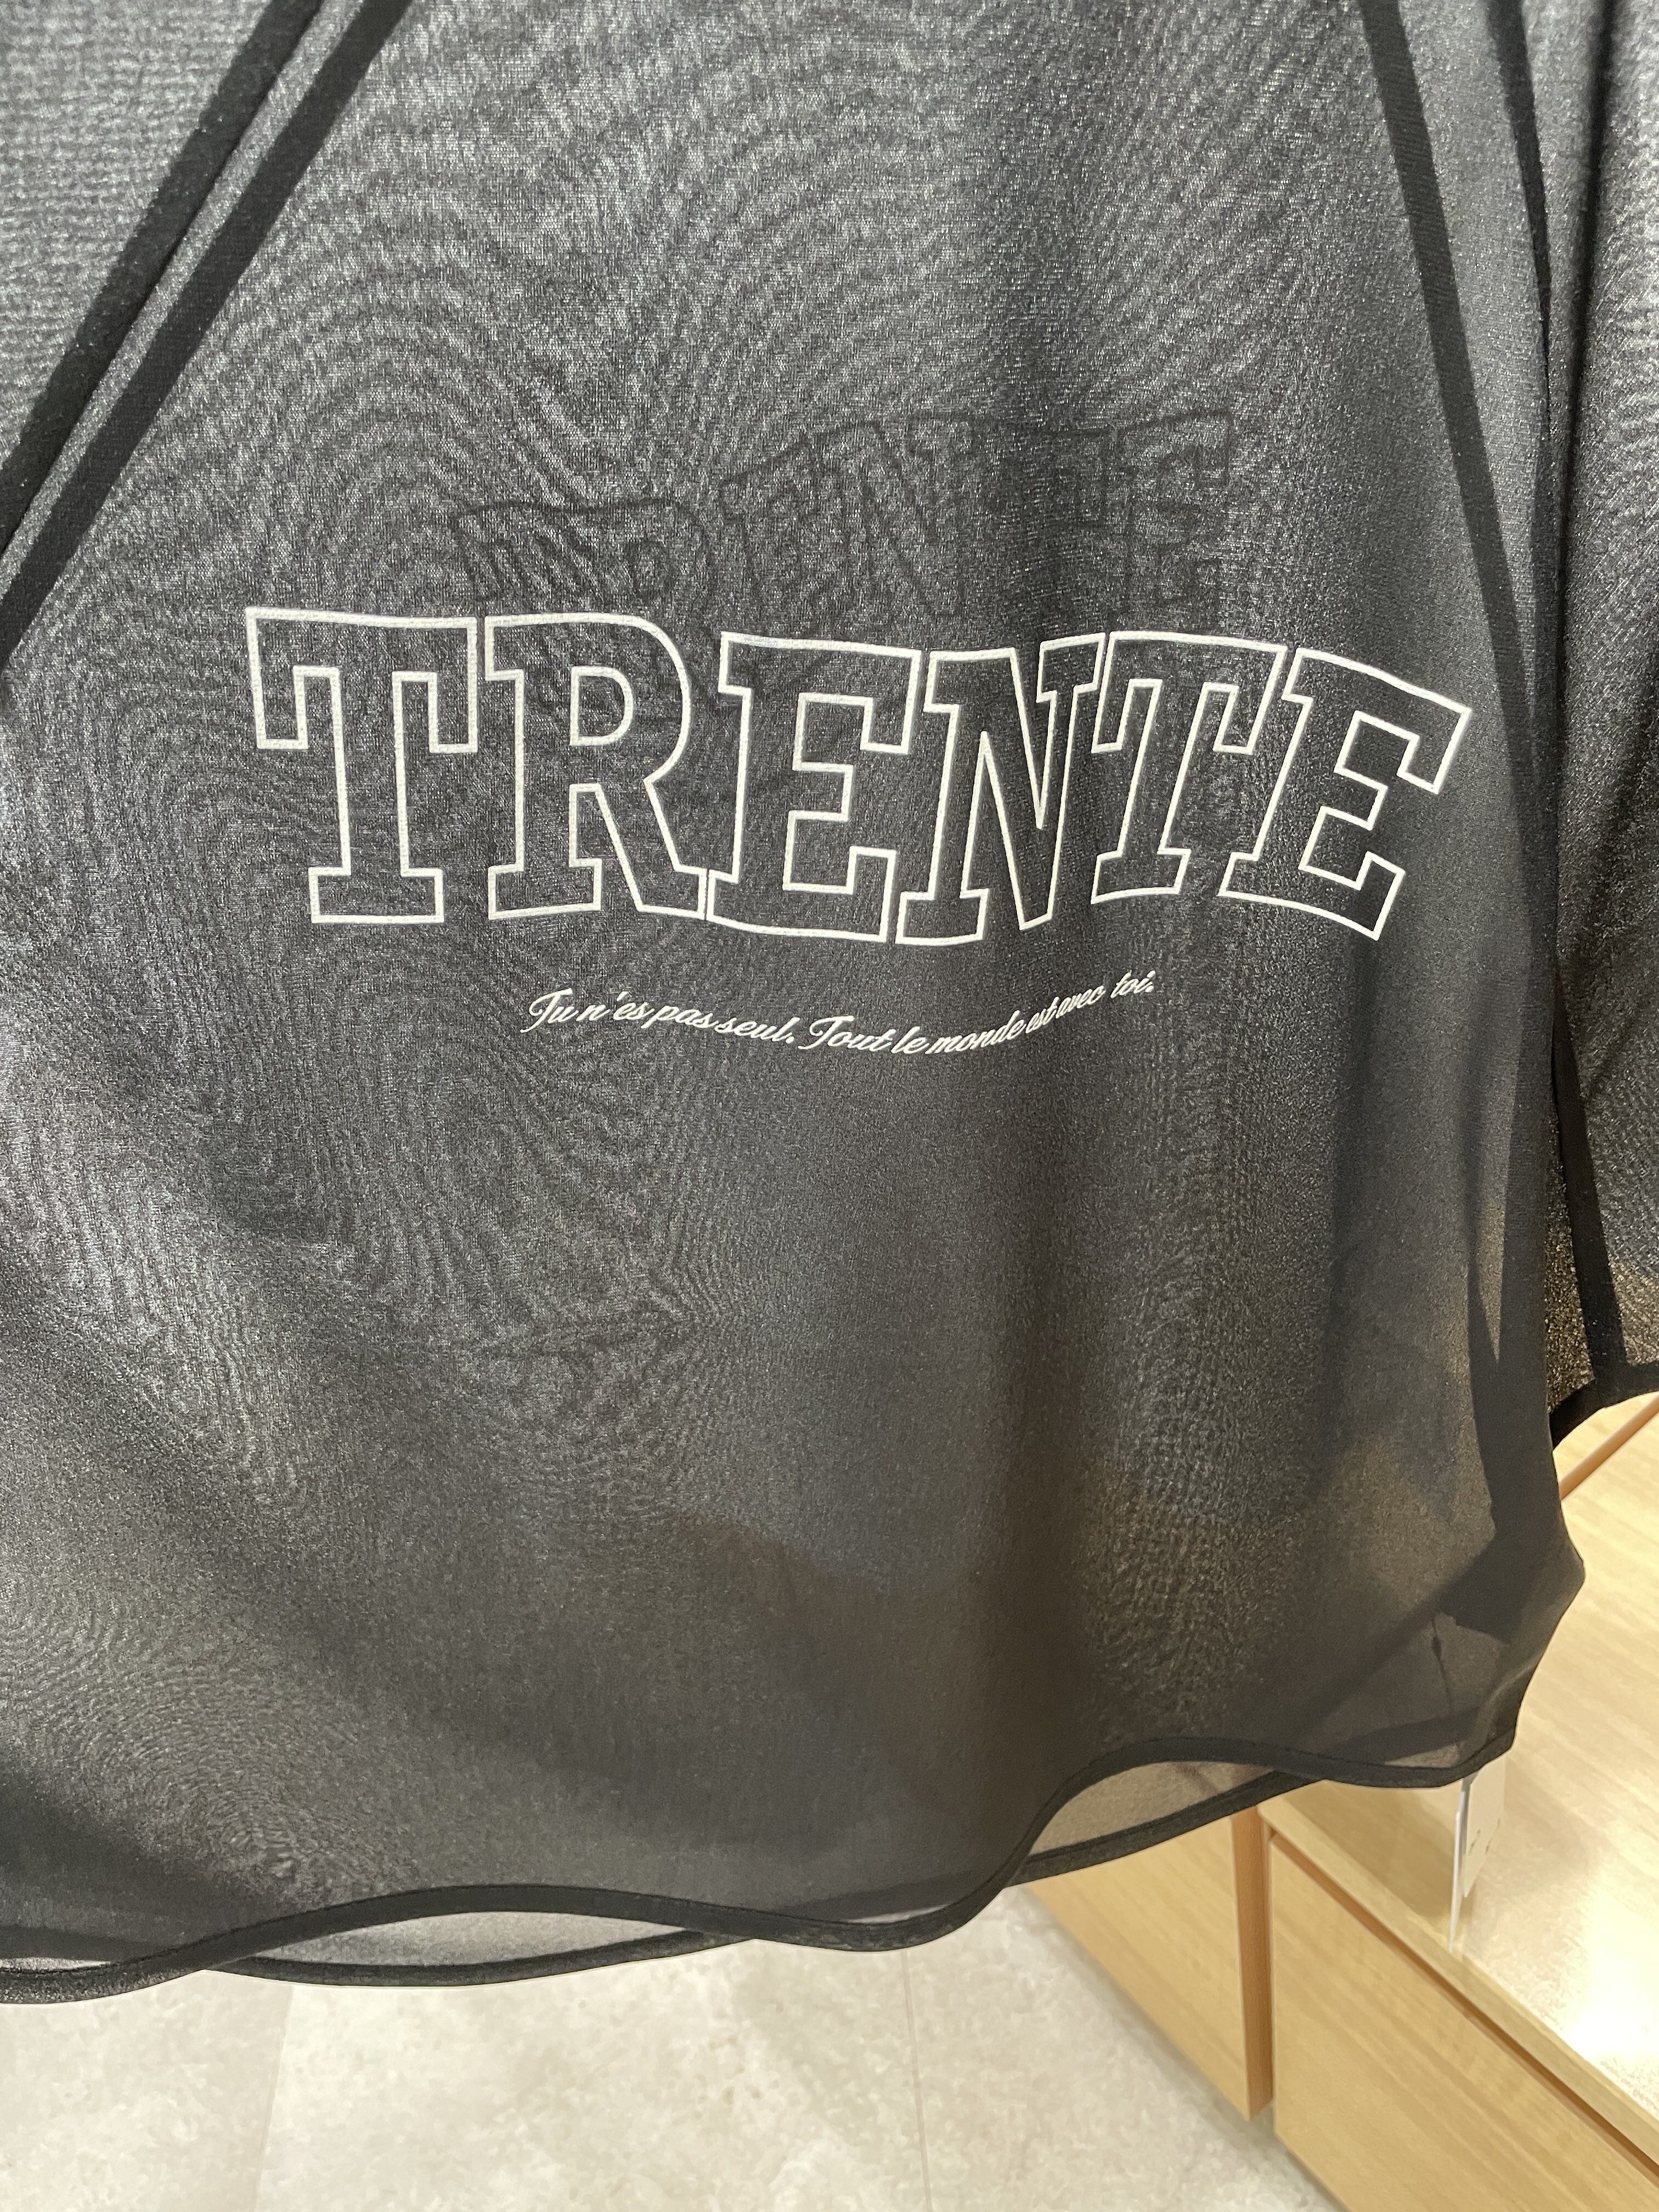 TRENTE
Tu n'es pas seul. Tout le monde est avec toi.